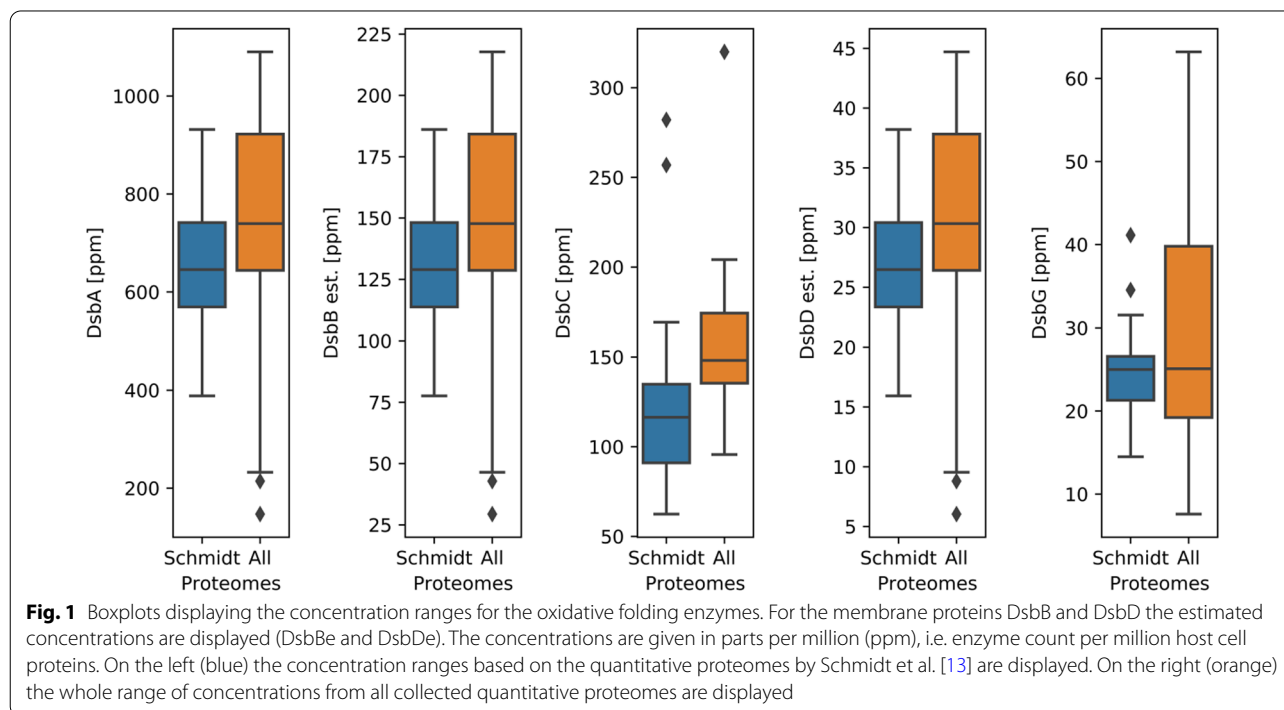 DsbA [ppm]
1000
800
600
400
200
Schmidt All
Proteomes
DsbB est. [ppm]
225
200
175
150
125
100
75
50
25
Schmidt All
Proteomes
DsbC [ppm]
300
250
200
150
100
50
Schmidt All
Proteomes
DsbD est. [ppm]
45
40
35
30
25
20
15
10
5
Schmidt All
Proteomes
DsbG [ppm]
60
50
40
30
20
10
Schmidt All
Proteomes
Fig. 1 Boxplots displaying the concentration ranges for the oxidative folding enzymes. For the membrane proteins DsbB and DsbD the estimated
concentrations are displayed (DsbBe and DsbDe). The concentrations are given in parts per million (ppm), i.e. enzyme count per million host cell
proteins. On the left (blue) the concentration ranges based on the quantitative proteomes by Schmidt et al. [13] are displayed. On the right (orange)
the whole range of concentrations from all collected quantitative proteomes are displayed